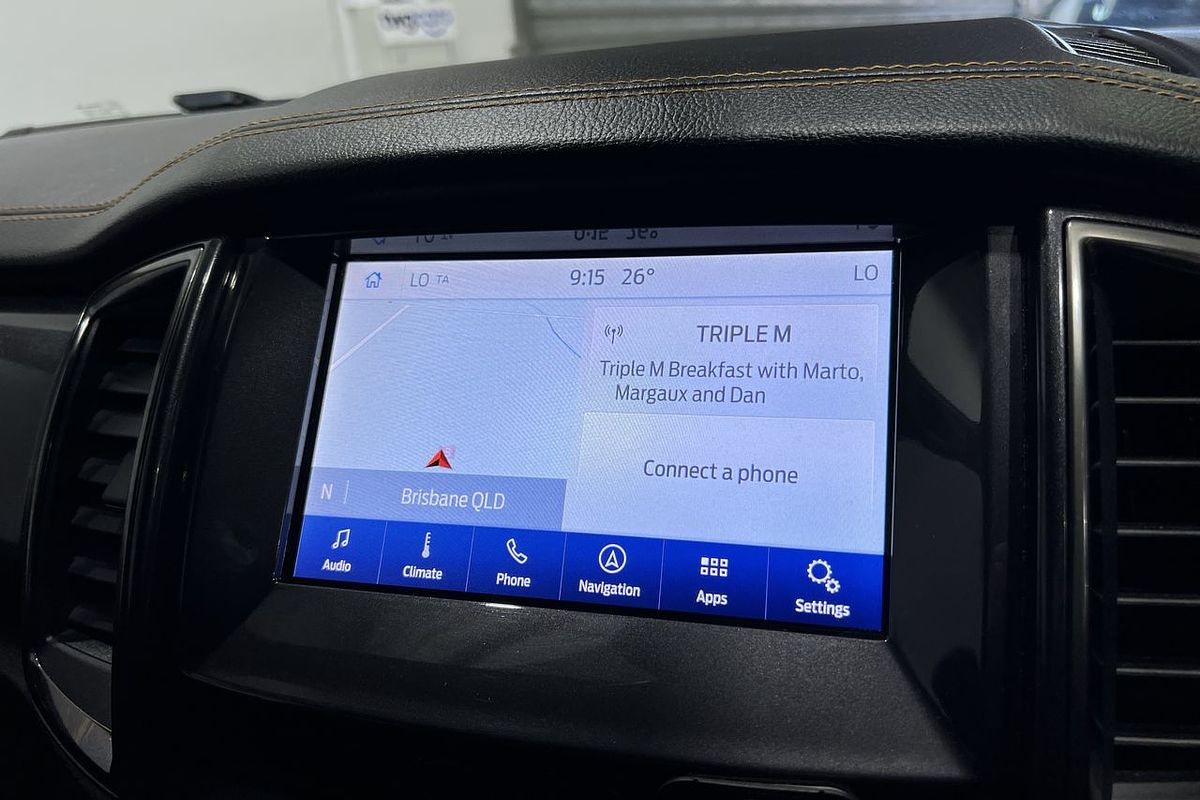 LO TA 9:15 26° LO
TRIPLE M
Triple M Breakfast with Marto,
Margaux and Dan
Connect a phone
N Brisbane QLD
Audio Climate Phone Navigation Apps Settings